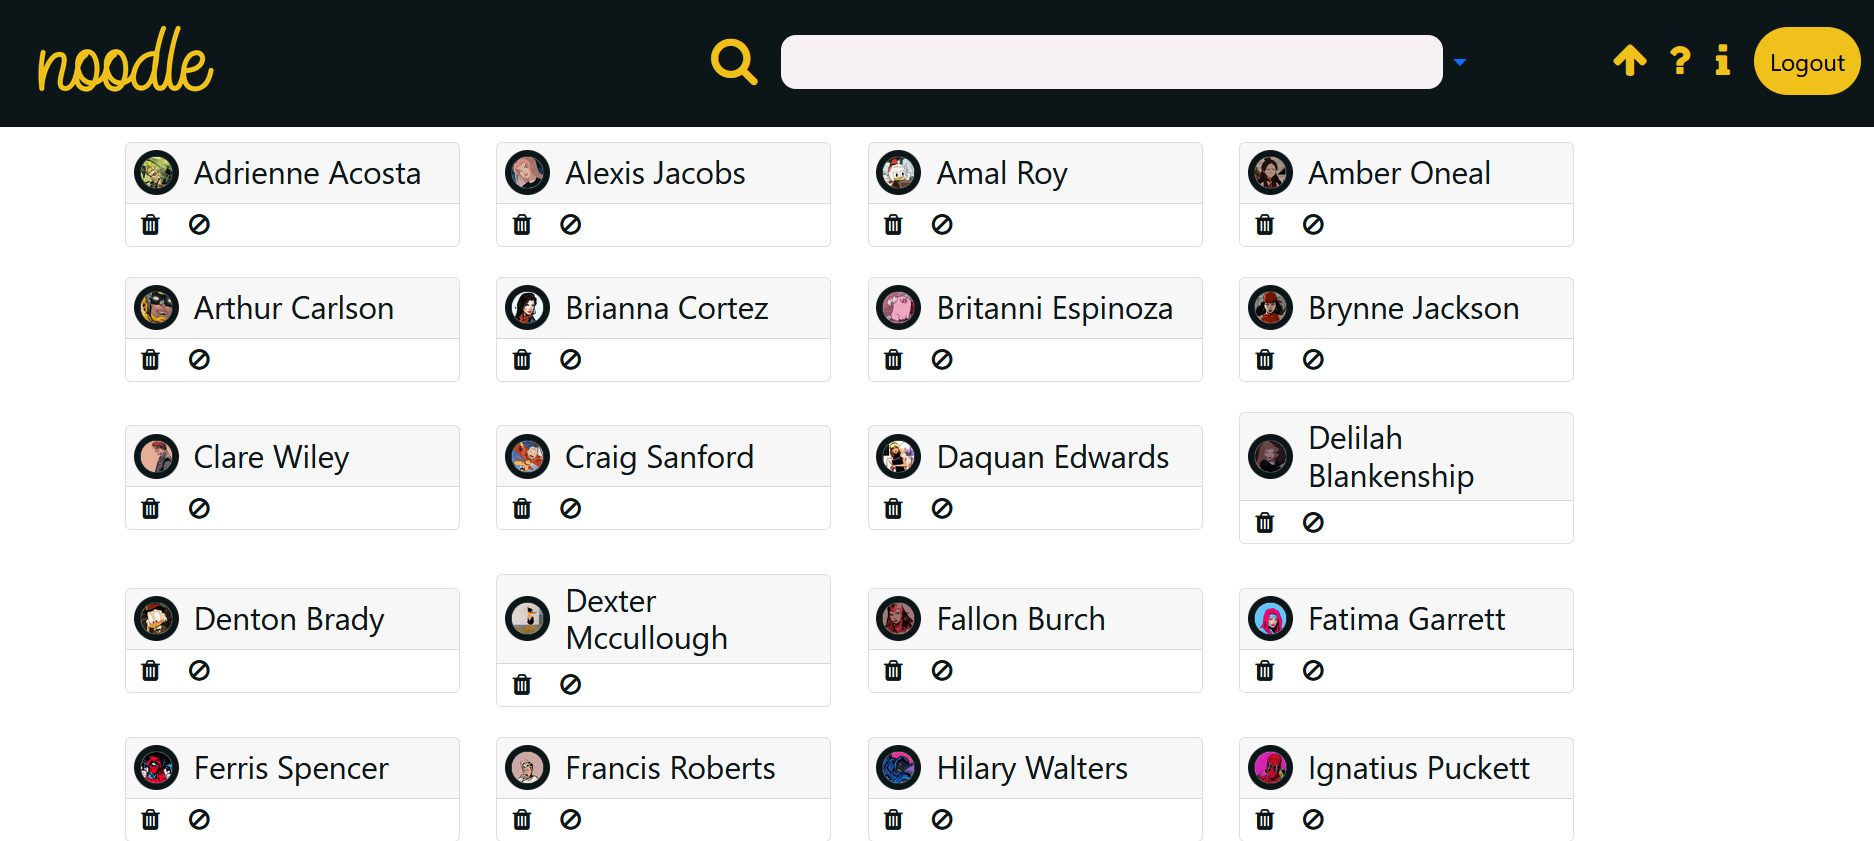 noodle
? i Logout
Adrienne Acosta
Alexis Jacobs
Amal Roy
Amber Oneal
Arthur Carlson
Brianna Cortez
Britanni Espinoza
Brynne Jackson
Clare Wiley
Craig Sanford
Daquan Edwards
Delilah
Blankenship
Denton Brady
Dexter
Mccullough
Fallon Burch
Fatima Garrett
Ferris Spencer
Francis Roberts
Hilary Walters
Ignatius Puckett